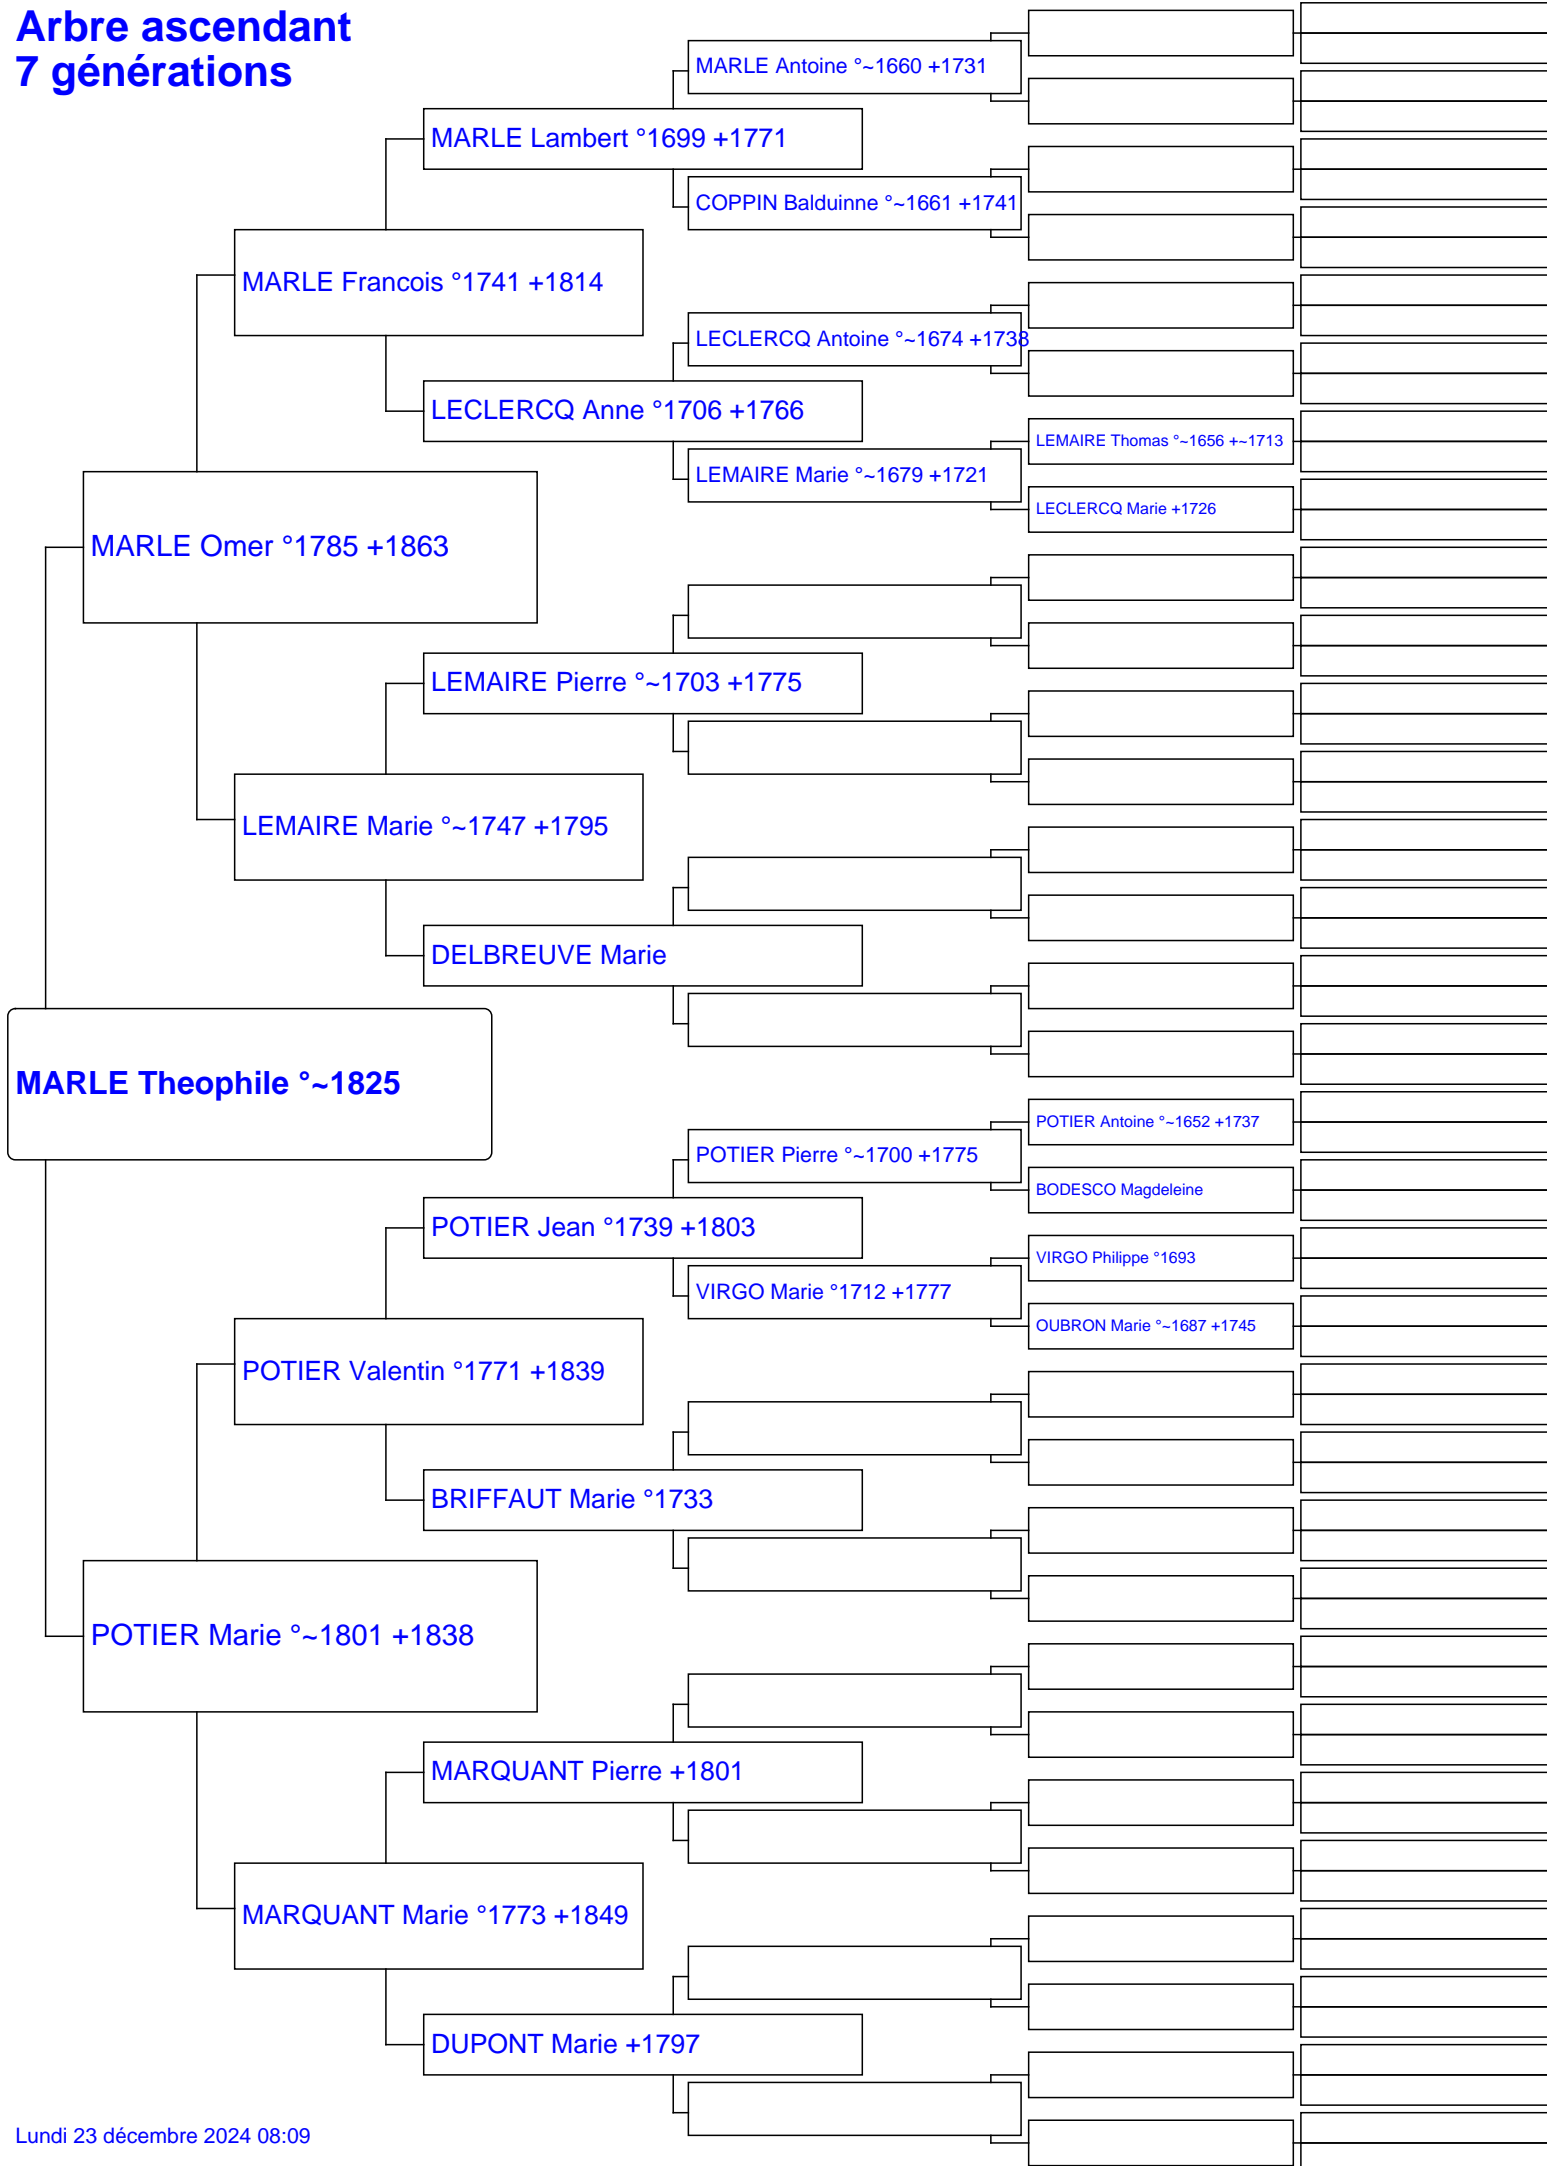 Arbre ascendant
7 générations
MARLE Antoine °~1660 +1731
MARLE Lambert °1699 +1771
COPPIN Balduinne °~1661 +1741
MARLE Francois °1741 +1814
LECLERCQ Antoine °~1674 +1738
LECLERCQ Anne °1706 +1766
LEMAIRE Thomas °~1656 +~1713
LEMAIRE Marie °~1679 +1721
LECLERCQ Marie +1726
MARLE Omer °1785 +1863
LEMAIRE Pierre °~1703 +1775
LEMAIRE Marie °~1747 +1795
DELBREUVE Marie
MARLE Theophile °~1825
POTIER Antoine °~1652 +1737
POTIER Pierre °~1700 +1775
BODESCO Magdeleine
POTIER Jean °1739 +1803
VIRGO Philippe °1693
VIRGO Marie °1712 +1777
OUBRON Marie °~1687 +1745
POTIER Valentin °1771 +1839
BRIFFAUT Marie °1733
POTIER Marie °~1801 +1838
MARQUANT Pierre +1801
MARQUANT Marie °1773 +1849
DUPONT Marie +1797
Lundi 23 décembre 2024 08:09